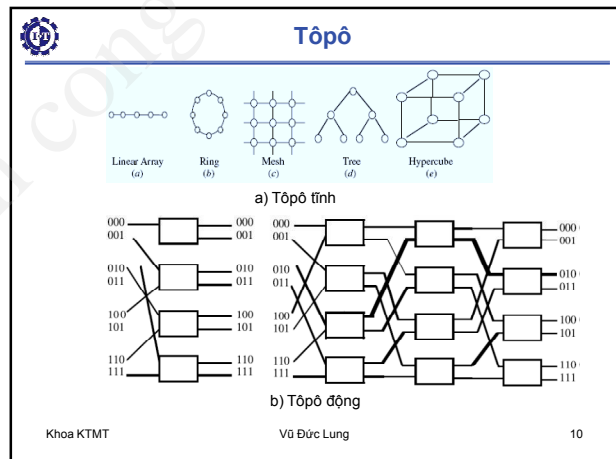 Tôpô
Linear Array Ring Mesh Tree Hypercube
(a) (b) (c) (d) (e)
a) Tôpô tĩnh
000 000 000 000
001 001 001 001
010 010 010 010
011 011 011 011
100 100 100 100
101 101 101 101
110 110 110 110
111 111 111 111
b) Tôpô động
Khoa KTMT Vũ Đức Lung 10
cong